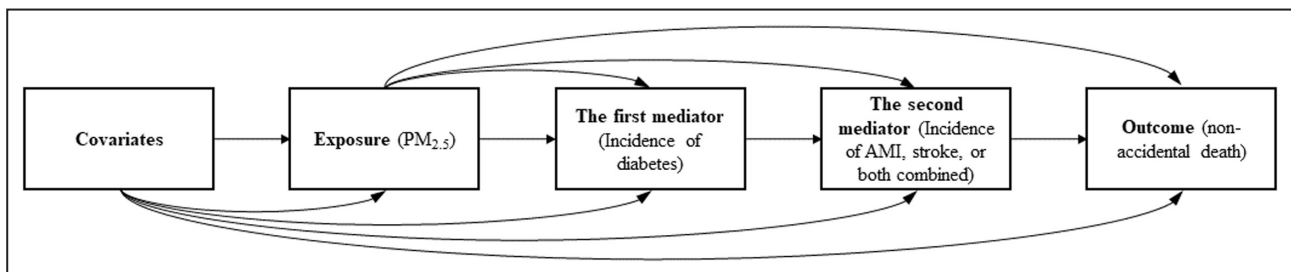 Covariates
Exposure (PM2.5)
The first mediator
(Incidence of
diabetes)
The second
mediator (Incidence
of AMI, stroke, or
both combined)
Outcome (non-
accidental death)